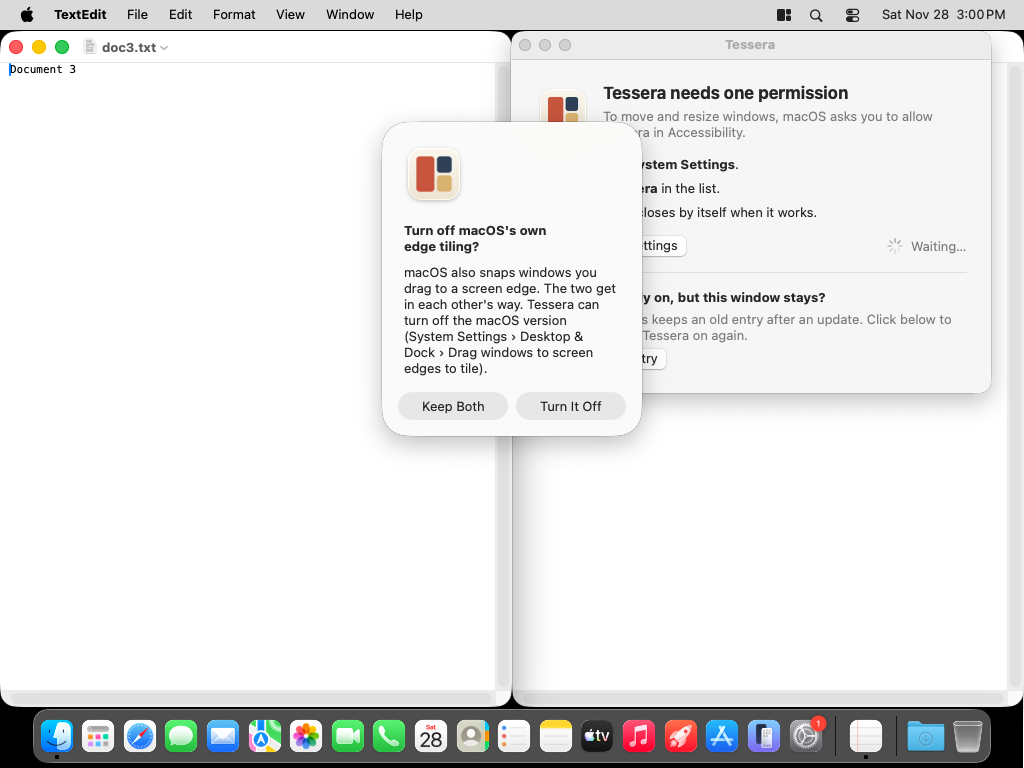 TextEdit File Edit Format View Window Help Sat Nov 28 3:00 PM
doc3.txt
Document 3
Tessera
Tessera needs one permission
To move and resize windows, macOS asks you to allow
in Accessibility.
System Settings.
in the list.
closes by itself when it works.
Waiting...
on, but this window stays?
keeps an old entry after an update. Click below to
Tessera on again.
Turn off macOS's own
edge tiling?
macOS also snaps windows you
drag to a screen edge. The two get
in each other's way. Tessera can
turn off the macOS version
(System Settings › Desktop &
Dock › Drag windows to screen
edges to tile).
Keep Both Turn It Off
Sat
28
tv
1